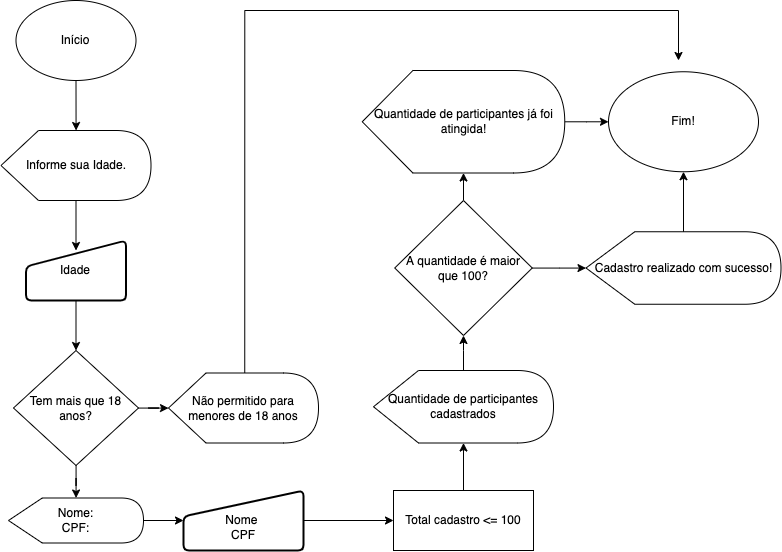 Início
Informe sua Idade.
Idade
Tem mais que 18
anos?
Não permitido para
menores de 18 anos
Nome:
CPF:
Nome
CPF
Total cadastro <= 100
Quantidade de participantes
cadastrados
A quantidade é maior
que 100?
Quantidade de participantes já foi
atingida!
Cadastro realizado com sucesso!
Fim!